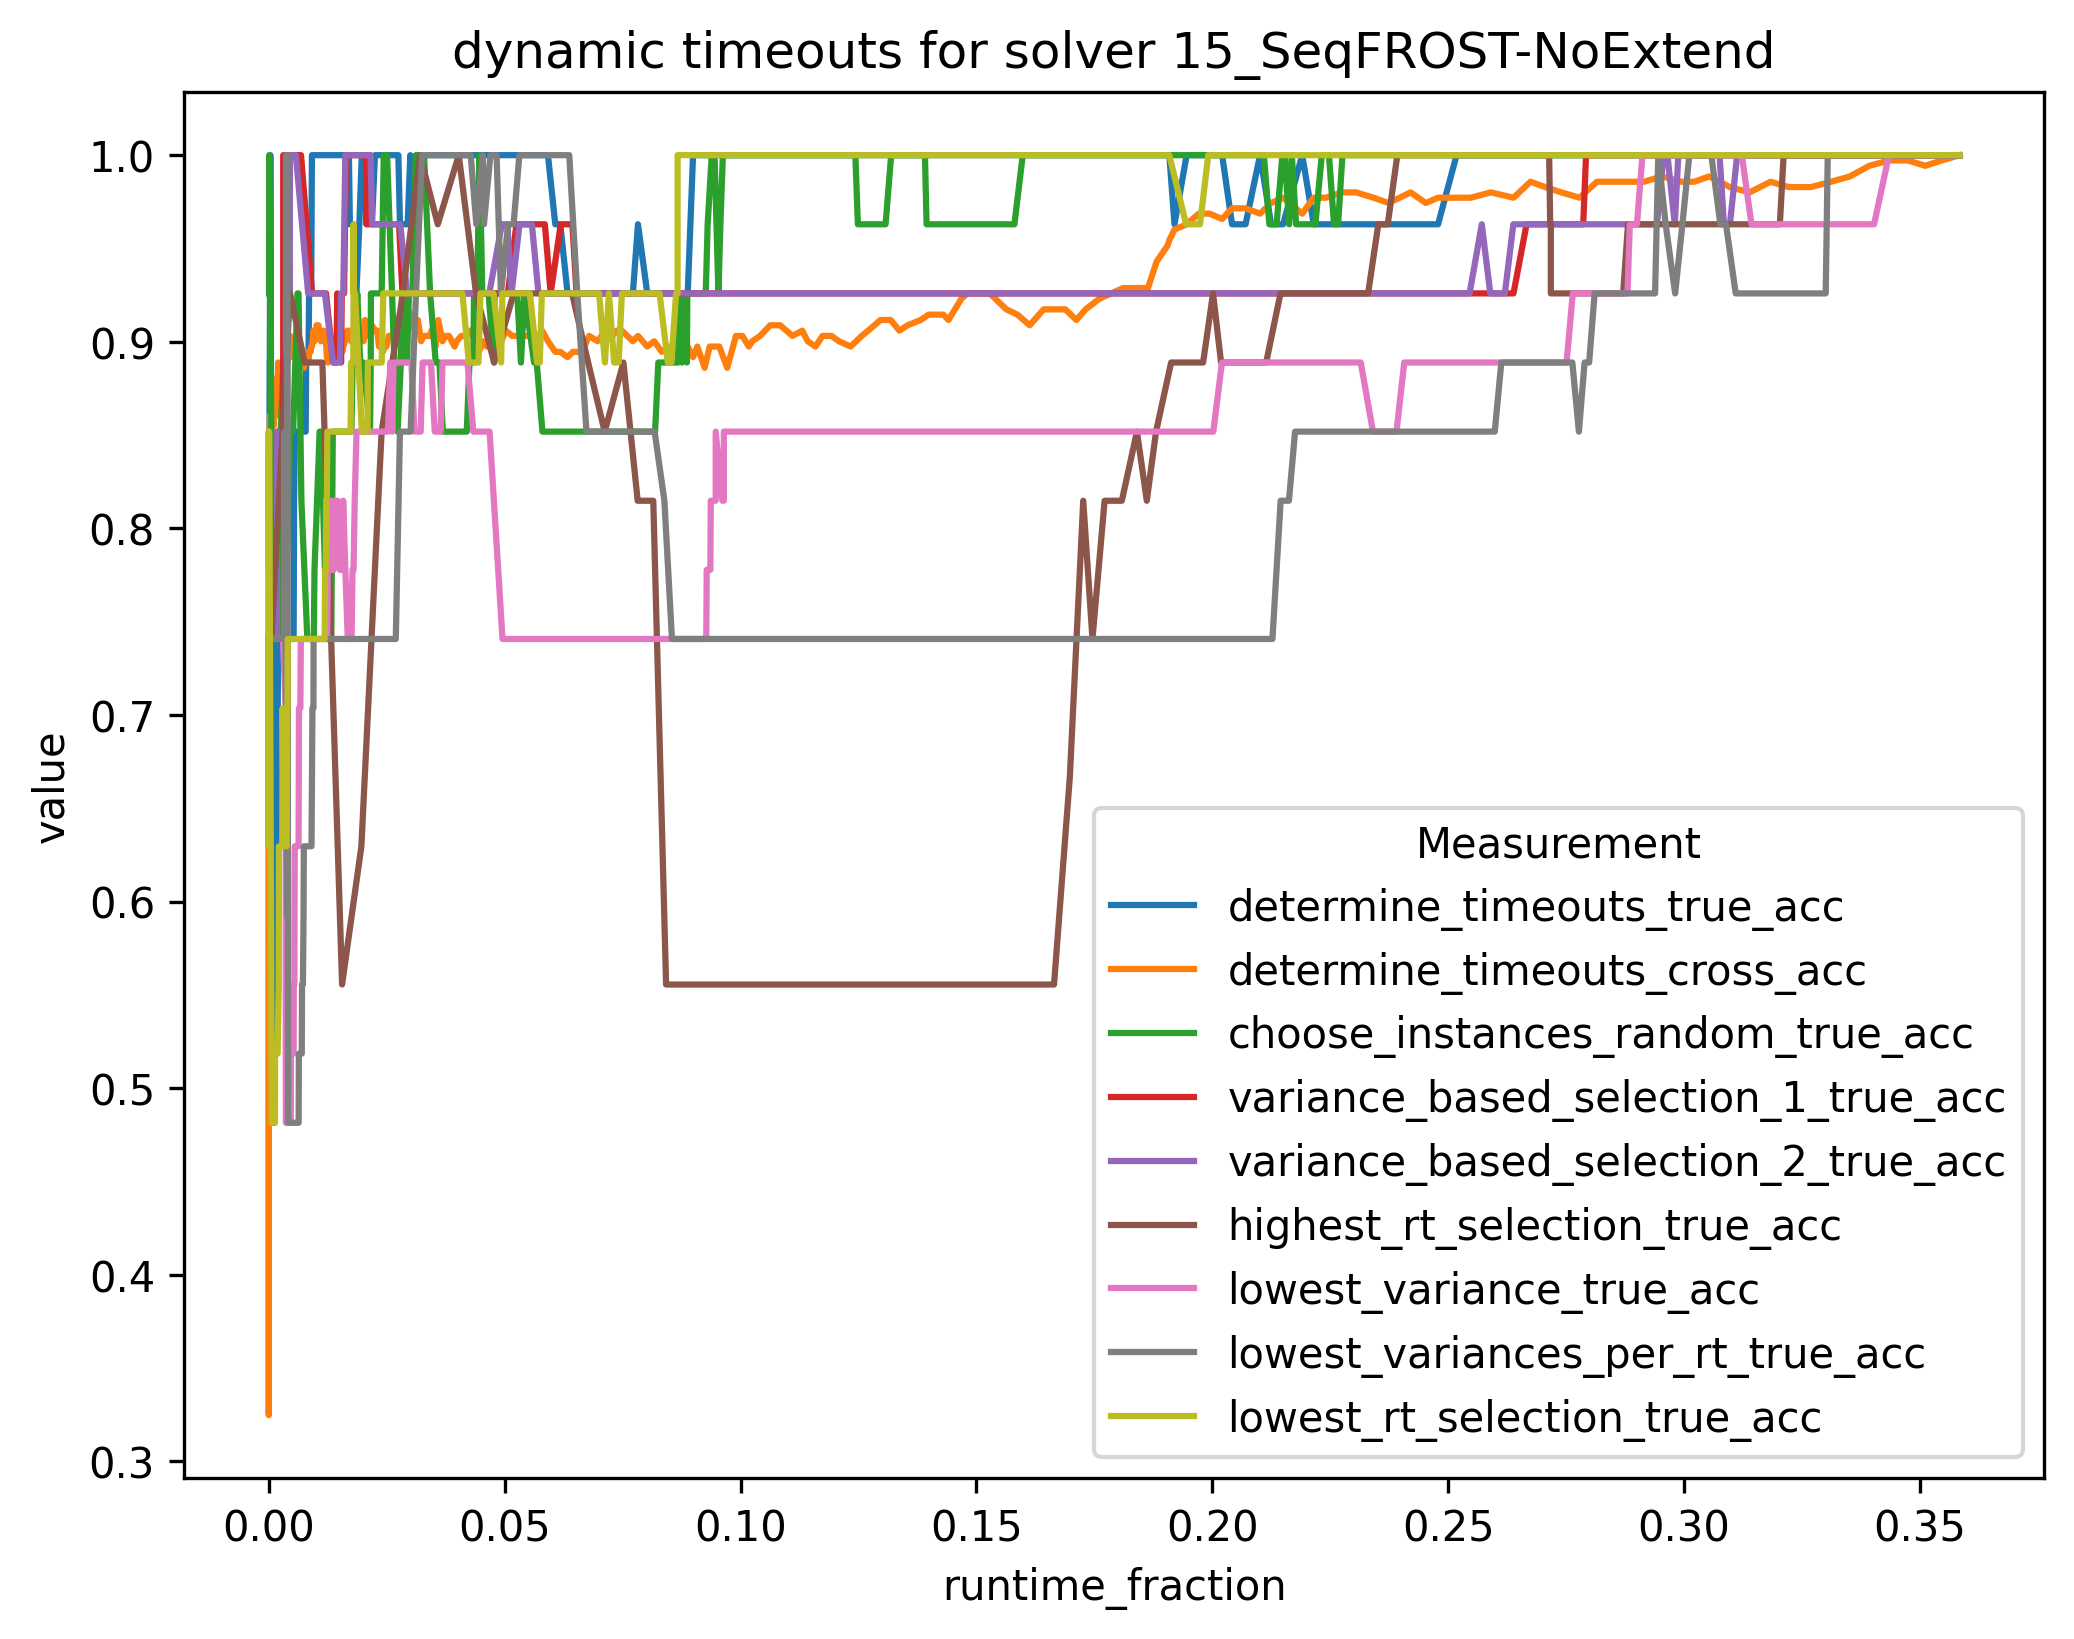 dynamic timeouts for solver 15_SeqFROST-NoExtend
value
1.0
0.9
0.8
0.7
0.6
0.5
0.4
0.3
Measurement
determine_timeouts_true_acc
determine_timeouts_cross_acc
choose_instances_random_true_acc
variance_based_selection_1_true_acc
variance_based_selection_2_true_acc
highest_rt_selection_true_acc
lowest_variance_true_acc
lowest_variances_per_rt_true_acc
lowest_rt_selection_true_acc
0.00 0.05 0.10 0.15 0.20 0.25 0.30 0.35
runtime_fraction